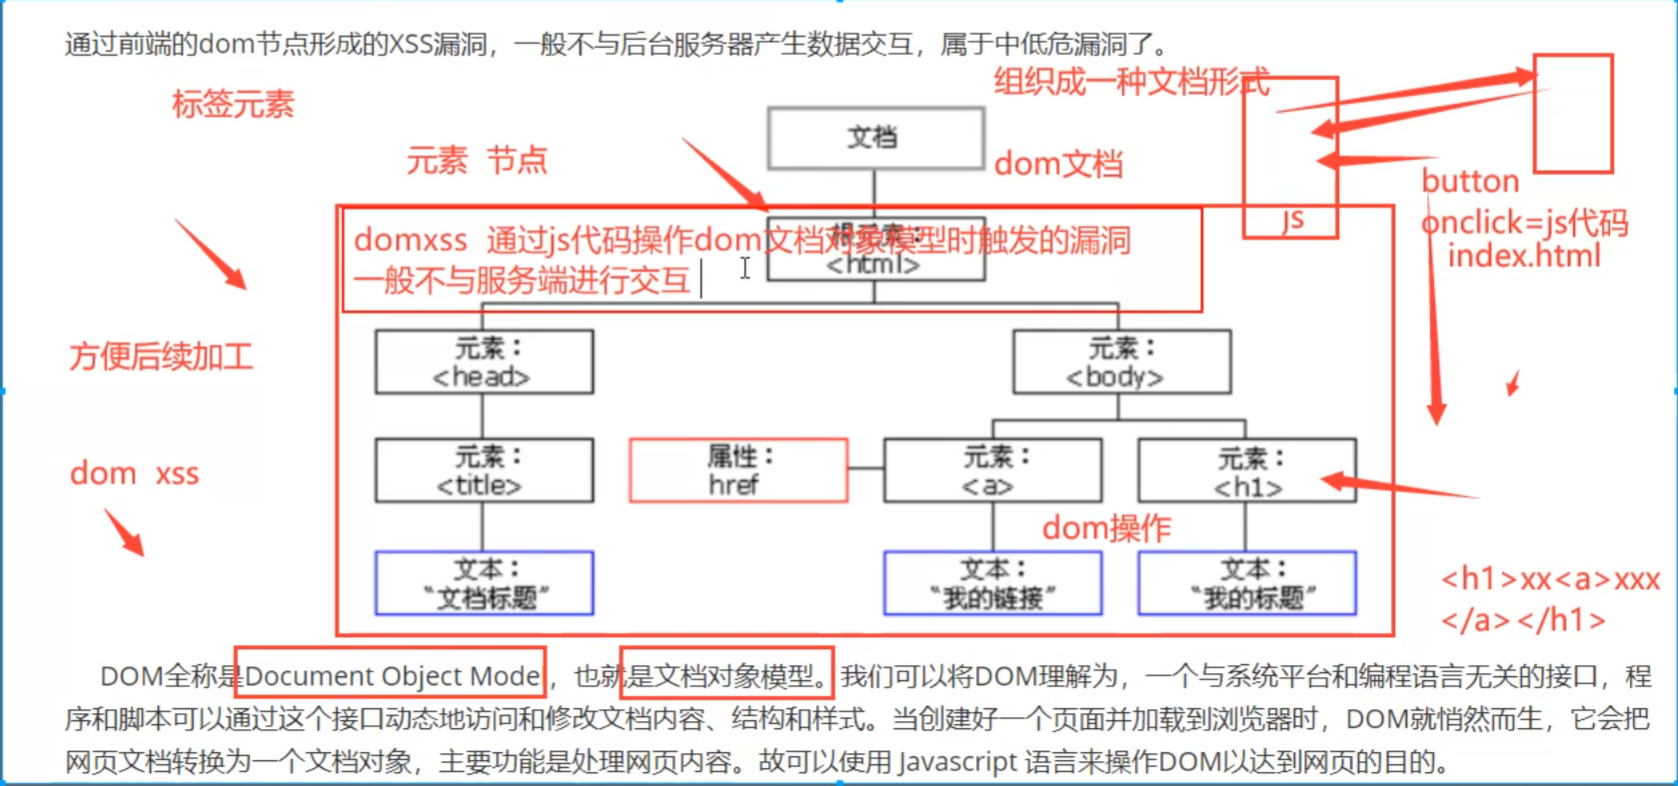 通过前端的dom节点形成的XSS漏洞，一般不与后台服务器产生数据交互，属于中低危漏洞了。
组织成一种文档形式
标签元素
文档
元素 节点
dom文档
button
onclick=js代码
index.html
js
domxss 通过js代码操作dom文档对象模型时触发的漏洞
一般不与服务端进行交互
根元素：
<html>
方便后续加工
元素：
<head>
元素：
<body>
dom xss
元素：
<title>
属性：
href
元素：
<a>
元素：
<h1>
dom操作
文本：
“文档标题”
文本：
“我的链接”
文本：
“我的标题”
<h1>xx<a>xxx
</a></h1>
DOM全称是Document Object Mode，也就是文档对象模型。我们可以将DOM理解为，一个与系统平台和编程语言无关的接口，程
序和脚本可以通过这个接口动态地访问和修改文档内容、结构和样式。当创建好一个页面并加载到浏览器时，DOM就悄然而生，它会把
网页文档转换为一个文档对象，主要功能是处理网页内容。故可以使用 Javascript 语言来操作DOM以达到网页的目的。